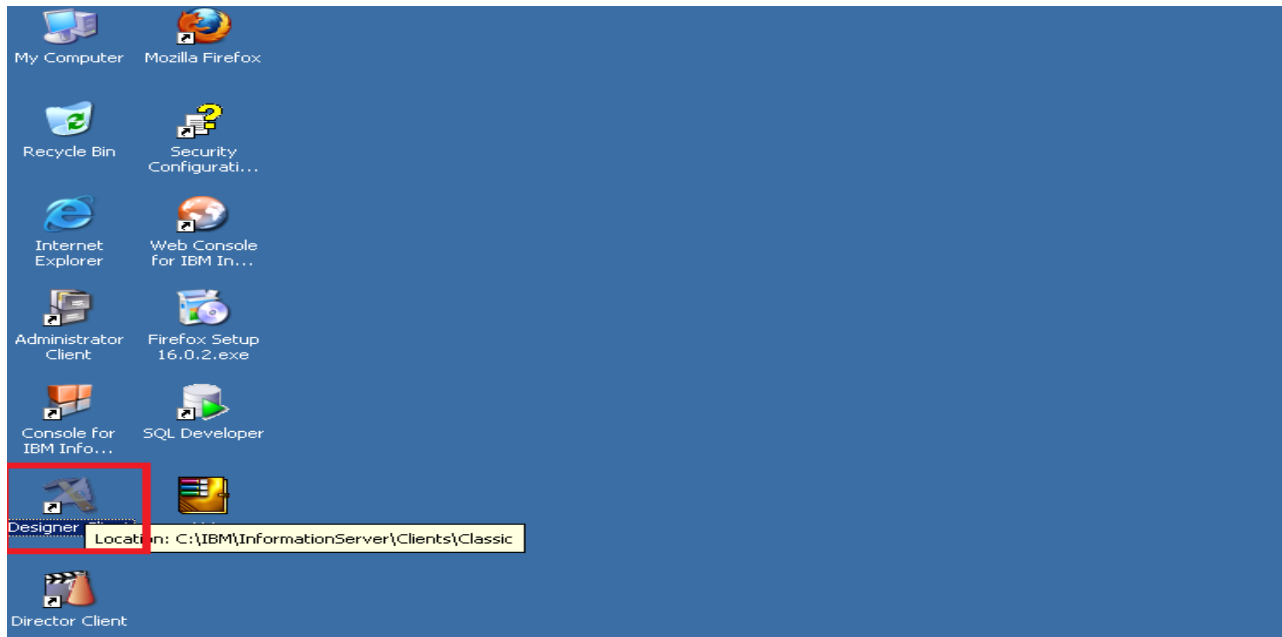 My Computer
Mozilla Firefox
Recycle Bin
Security
Configurati...
Internet
Explorer
Web Console
for IBM In...
Administrator
Client
Firefox Setup
16.0.2.exe
Console for
IBM Info...
SQL Developer
Designer
Location: C:\IBM\InformationServer\Clients\Classic
Director Client